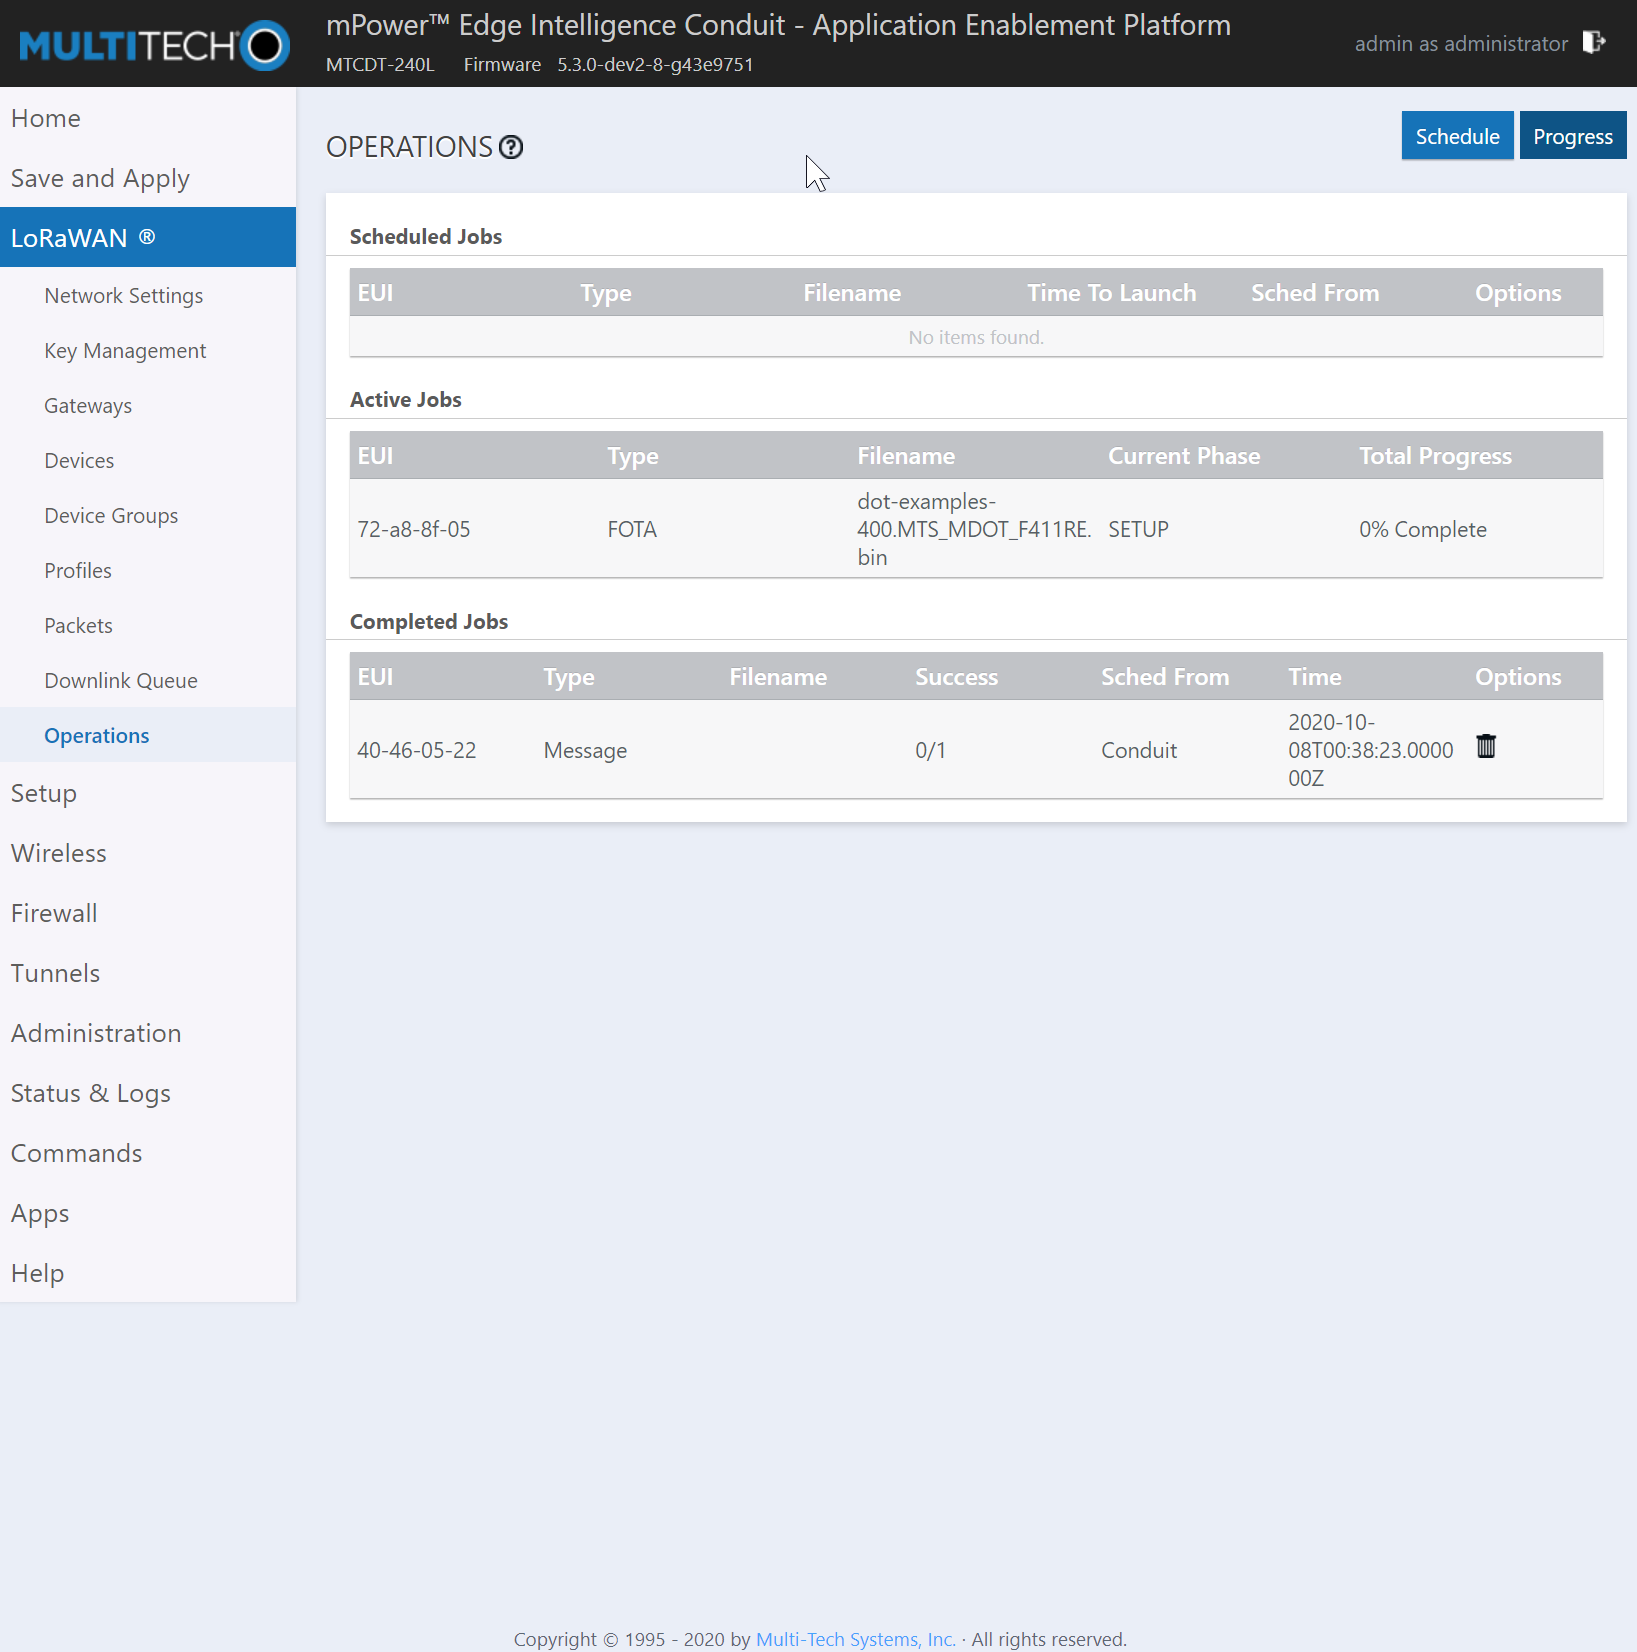 MULTITECH
mPower™ Edge Intelligence Conduit - Application Enablement Platform
MTCDT-240L Firmware 5.3.0-dev2-8-g43e9751
admin as administrator
Home
Save and Apply
LoRaWAN ®
Network Settings
Key Management
Gateways
Devices
Device Groups
Profiles
Packets
Downlink Queue
Operations
Setup
Wireless
Firewall
Tunnels
Administration
Status & Logs
Commands
Apps
Help
OPERATIONS ?
Schedule Progress
Scheduled Jobs
EUI Type Filename Time To Launch Sched From Options
No items found.
Active Jobs
EUI Type Filename Current Phase Total Progress
72-a8-8f-05 FOTA dot-examples-
400.MTS_MDOT_F411RE.
bin SETUP 0% Complete
Completed Jobs
EUI Type Filename Success Sched From Time Options
40-46-05-22 Message 0/1 Conduit 2020-10-
08T00:38:23.0000
00Z
Copyright © 1995 - 2020 by Multi-Tech Systems, Inc. · All rights reserved.